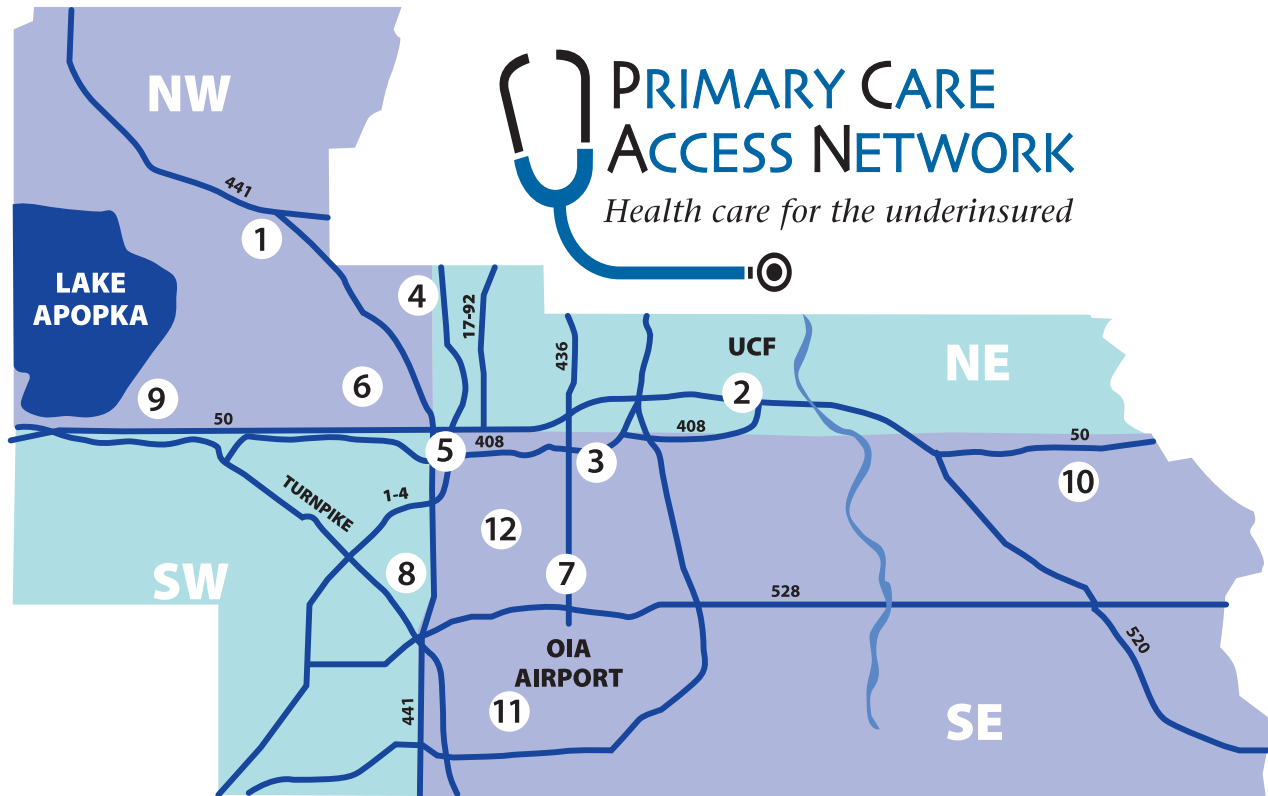 NW
PRIMARY CARE
ACCESS NETWORK
Health care for the underinsured
441
1
LAKE
APOPKA
4
17-92
436
UCF
NE
6
2
9
50
408
408
50
5
3
10
TURNPIKE
1-4
12
8
7
SW
528
OIA
AIRPORT
520
441
11
SE